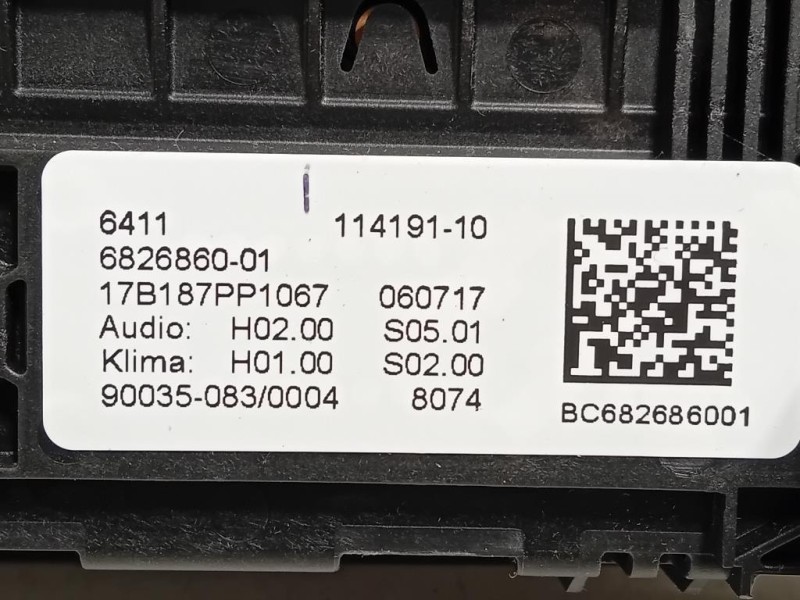 6411 114191-10
6826860-01
17B187PP1067 060717
Audio: H02.00 S05.01
Klima: H01.00 S02.00
90035-083/0004 8074
BC682686001